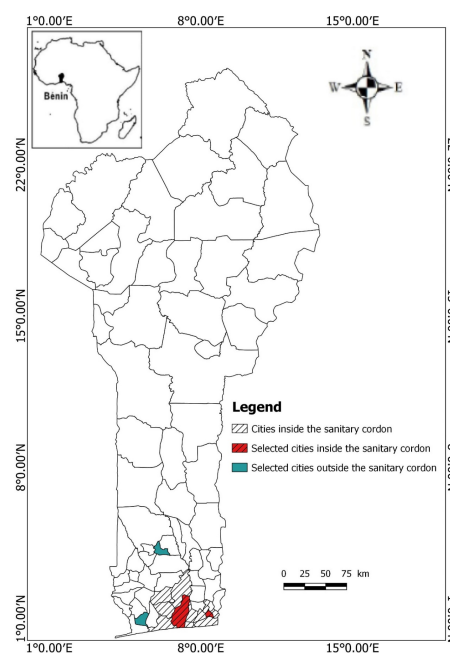 1°0.00′E 8°0.00′E 15°0.00′E
N
W E
S
Bénin
22°0.00′N
15°0.00′N
8°0.00′N
1°0.00′N
Legend
Cities inside the sanitary cordon
Selected cities inside the sanitary cordon
Selected cities outside the sanitary cordon
0 25 50 75 km
1°0.00′E 8°0.00′E 15°0.00′E